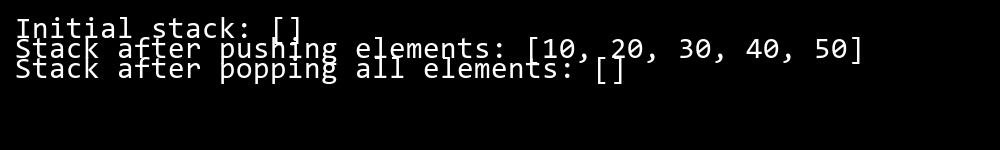 Initial stack: []
Stack after pushing elements: [10, 20, 30, 40, 50]
Stack after popping all elements: []